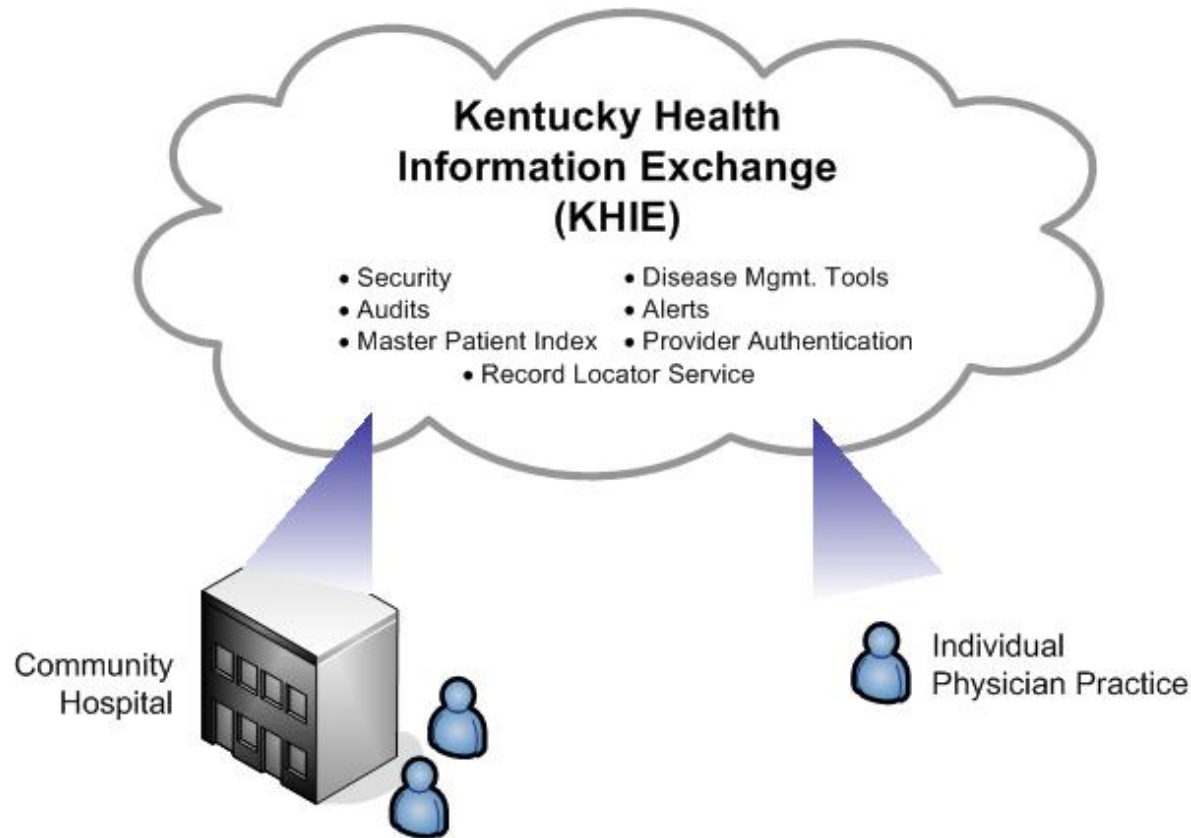 Kentucky Health
Information Exchange
(KHIE)
• Security
• Disease Mgmt. Tools
• Audits
• Alerts
• Master Patient Index
• Provider Authentication
• Record Locator Service
Community
Hospital
Individual
Physician Practice